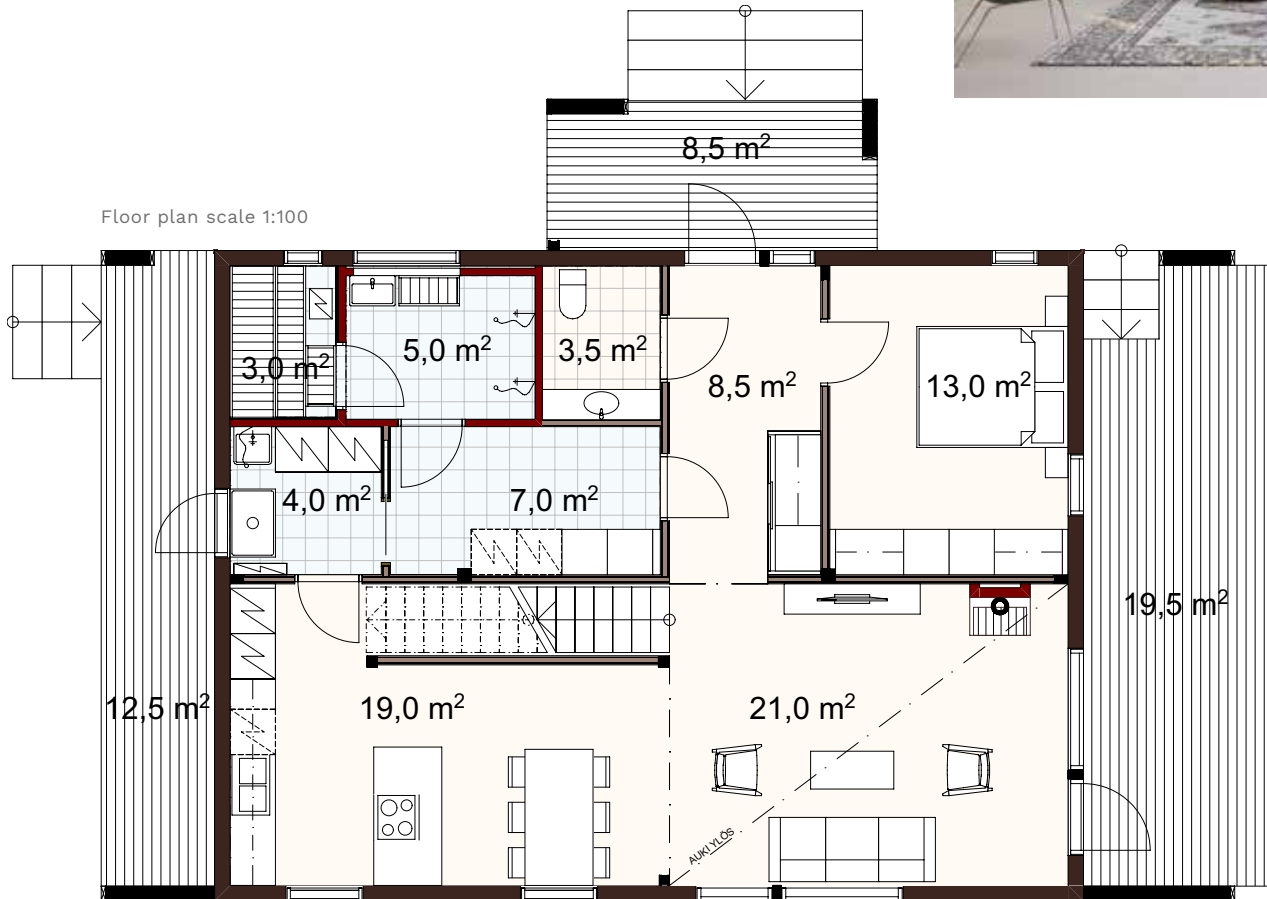 8,5 m²
Floor plan scale 1:100
5,0 m²
3,5 m²
3,0 m²
8,5 m²
13,0 m²
4,0 m²
7,0 m²
19,5 m²
12,5 m²
19,0 m²
21,0 m²
AUKI YLÖS